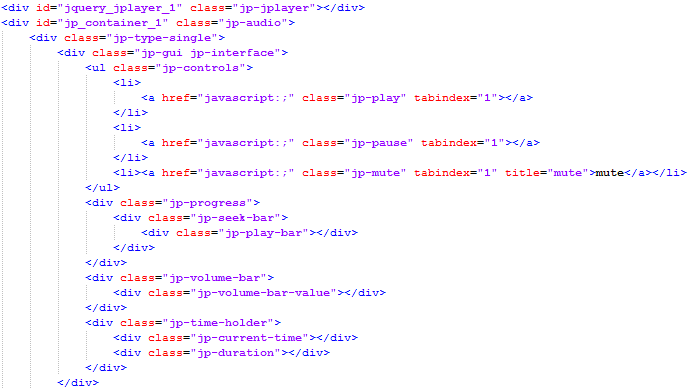 <div id="jquery_jplayer_1" class="jp-jplayer"></div>
<div id="jp_container_1" class="jp-audio">
    <div class="jp-type-single">
        <div class="jp-gui jp-interface">
            <ul class="jp-controls">
                <li>
                    <a href="javascript:;" class="jp-play" tabindex="1"></a>
                </li>
                <li>
                    <a href="javascript:;" class="jp-pause" tabindex="1"></a>
                </li>
                <li><a href="javascript:;" class="jp-mute" tabindex="1" title="mute">mute</a></li>
            </ul>
            <div class="jp-progress">
                <div class="jp-seek-bar">
                    <div class="jp-play-bar"></div>
                </div>
            </div>
            <div class="jp-volume-bar">
                <div class="jp-volume-bar-value"></div>
            </div>
            <div class="jp-time-holder">
                <div class="jp-current-time"></div>
                <div class="jp-duration"></div>
            </div>
        </div>